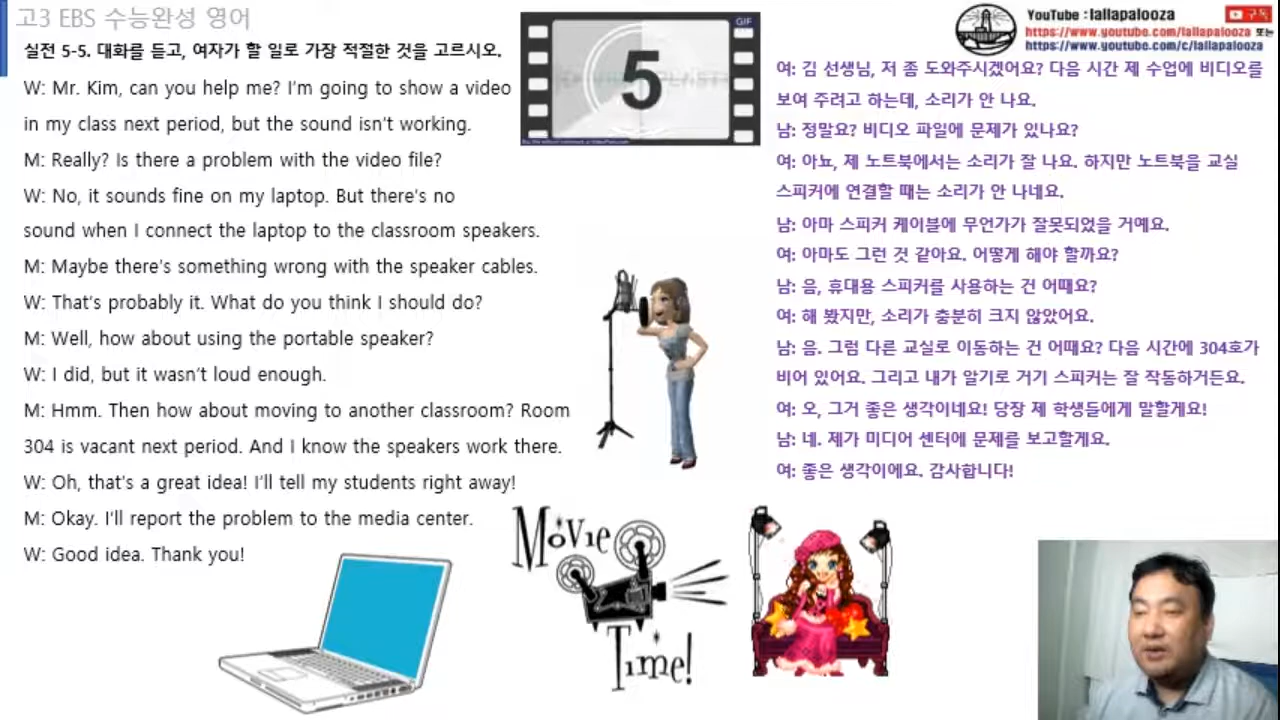 고3 EBS 수능완성 영어
실전 5-5. 대화를 듣고, 여자가 할 일로 가장 적절한 것을 고르시오.
W: Mr. Kim, can you help me? I'm going to show a video
in my class next period, but the sound isn't working.
M: Really? Is there a problem with the video file?
W: No, it sounds fine on my laptop. But there's no
sound when I connect the laptop to the classroom speakers.
M: Maybe there's something wrong with the speaker cables.
W: That's probably it. What do you think I should do?
M: Well, how about using the portable speaker?
W: I did, but it wasn't loud enough.
M: Hmm. Then how about moving to another classroom? Room
304 is vacant next period. And I know the speakers work there.
W: Oh, that's a great idea! I'll tell my students right away!
M: Okay. I'll report the problem to the media center.
W: Good idea. Thank you!
GIF
5
MoVie
Time!
YouTube : lallapalooza
구독
https://www.youtube.com/lallapalooza 또는
https://www.youtube.com/c/lallapalooza
여: 김 선생님, 저 좀 도와주시겠어요? 다음 시간 제 수업에 비디오를
보여 주려고 하는데, 소리가 안 나요.
남: 정말요? 비디오 파일에 문제가 있나요?
여: 아뇨, 제 노트북에서는 소리가 잘 나요. 하지만 노트북을 교실
스피커에 연결할 때는 소리가 안 나네요.
남: 아마 스피커 케이블에 무언가가 잘못되었을 거예요.
여: 아마도 그런 것 같아요. 어떻게 해야 할까요?
남: 음, 휴대용 스피커를 사용하는 건 어때요?
여: 해 봤지만, 소리가 충분히 크지 않았어요.
남: 음. 그럼 다른 교실로 이동하는 건 어때요? 다음 시간에 304호가
비어 있어요. 그리고 내가 알기로 거기 스피커는 잘 작동하거든요.
여: 오, 그거 좋은 생각이네요! 당장 제 학생들에게 말할게요!
남: 네. 제가 미디어 센터에 문제를 보고할게요.
여: 좋은 생각이에요. 감사합니다!